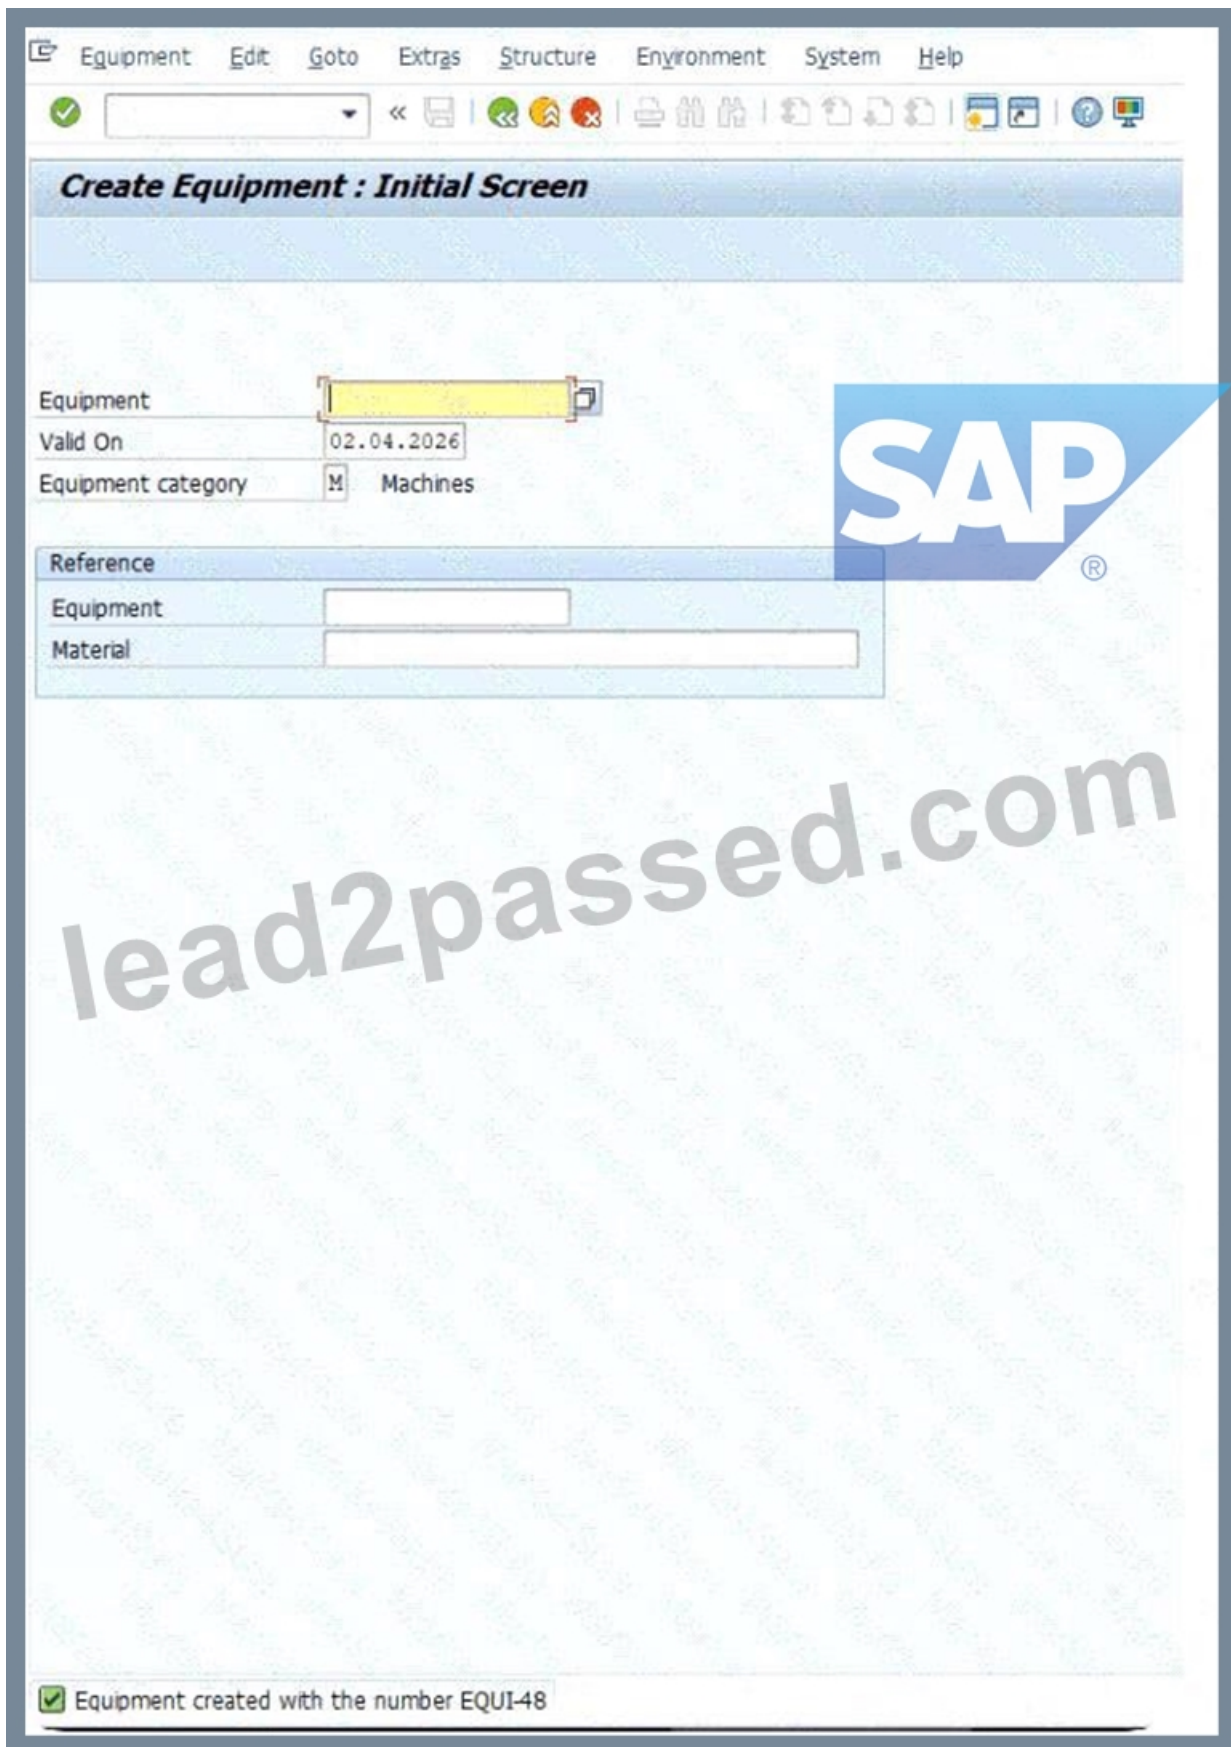 Equipment Edit Goto Extras Structure Environment System Help
Create Equipment : Initial Screen
Equipment
Valid On 02.04.2026
Equipment category M Machines
SAP ®
Reference
Equipment
Material
lead2passed.com
Equipment created with the number EQUI-48